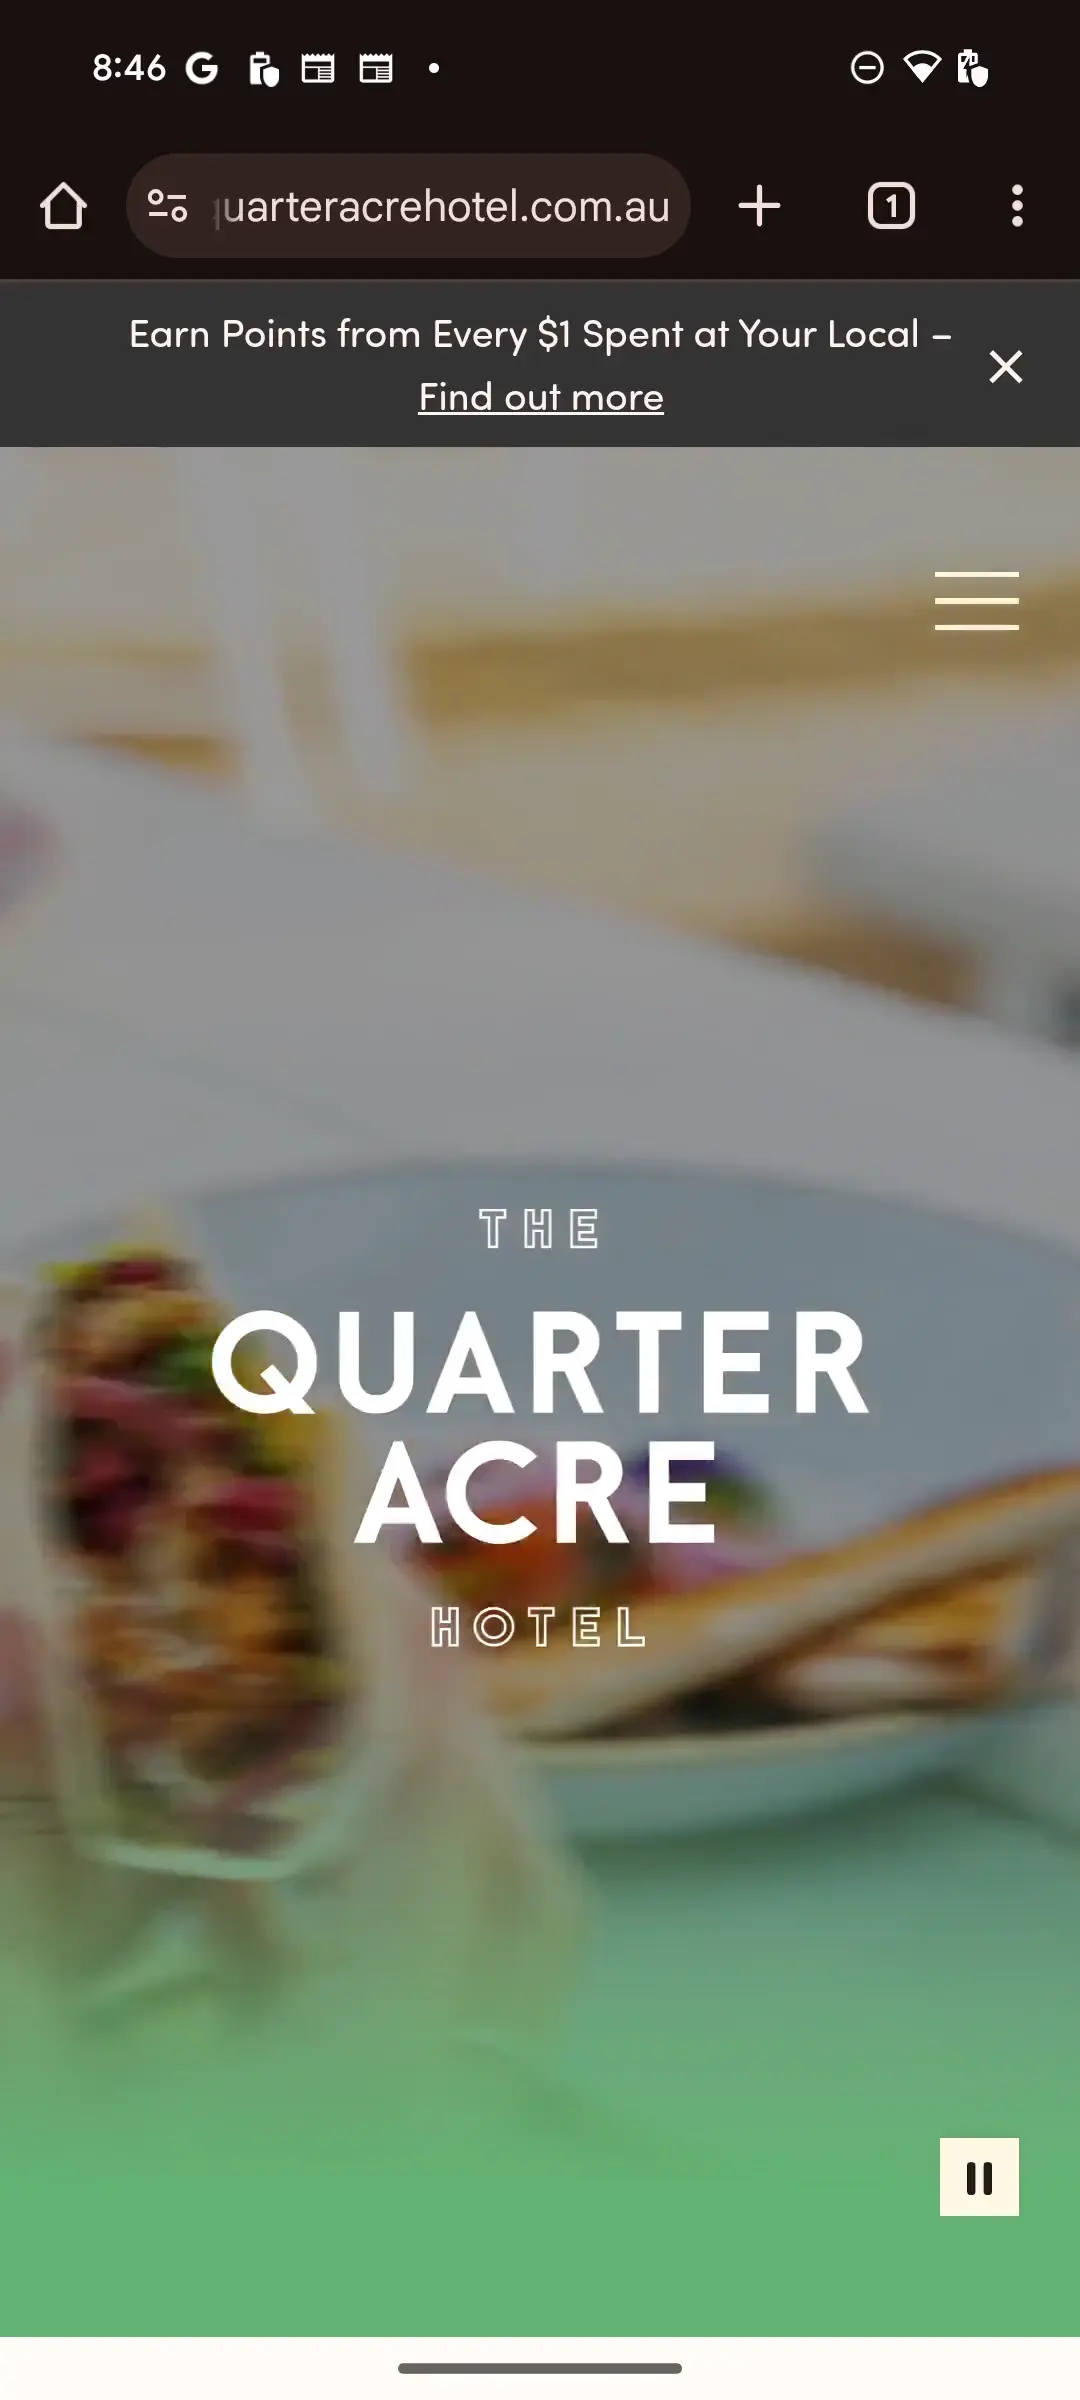 8:46
quarteracrehotel.com.au
1
Earn Points from Every $1 Spent at Your Local –
Find out more
THE
QUARTER
ACRE
HOTEL